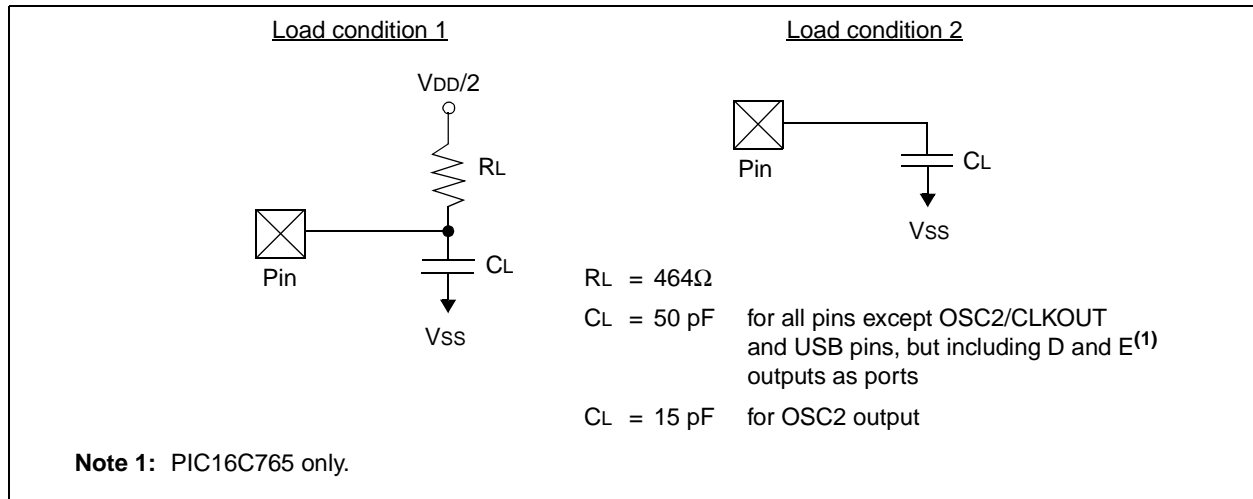 Load condition 1
Load condition 2
VDD/2
RL
Pin
CL
VSS
Pin
CL
VSS
RL = 464Ω
CL = 50 pF for all pins except OSC2/CLKOUT
and USB pins, but including D and E(1)
outputs as ports
CL = 15 pF for OSC2 output
Note 1: PIC16C765 only.